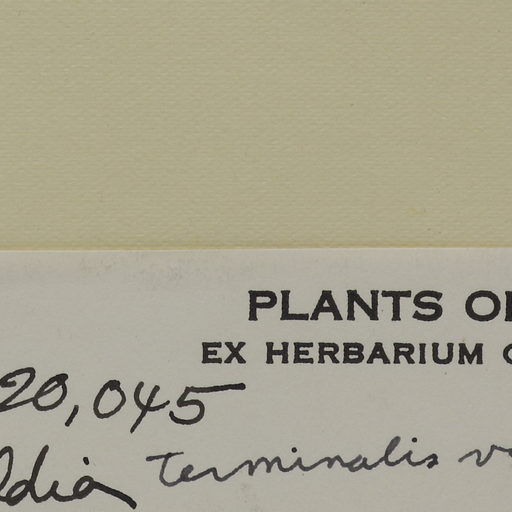 PLANTS
EX HERBARIUM
20,045
terminalis